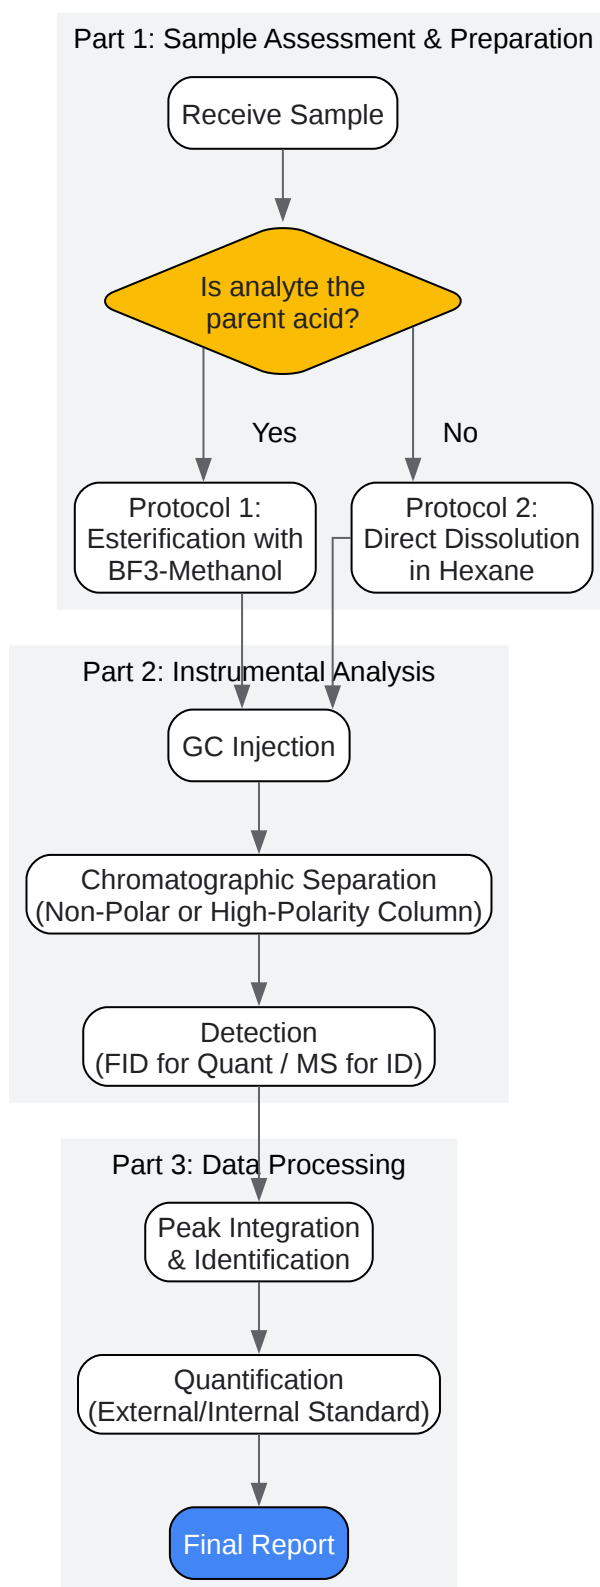 Part 1: Sample Assessment & Preparation
Receive Sample
Is analyte the
parent acid?
Yes
No
Protocol 1:
Esterification with
BF3-Methanol
Protocol 2:
Direct Dissolution
in Hexane
Part 2: Instrumental Analysis
GC Injection
Chromatographic Separation
(Non-Polar or High-Polarity Column)
Detection
(FID for Quant / MS for ID)
Part 3: Data Processing
Peak Integration
& Identification
Quantification
(External/Internal Standard)
Final Report